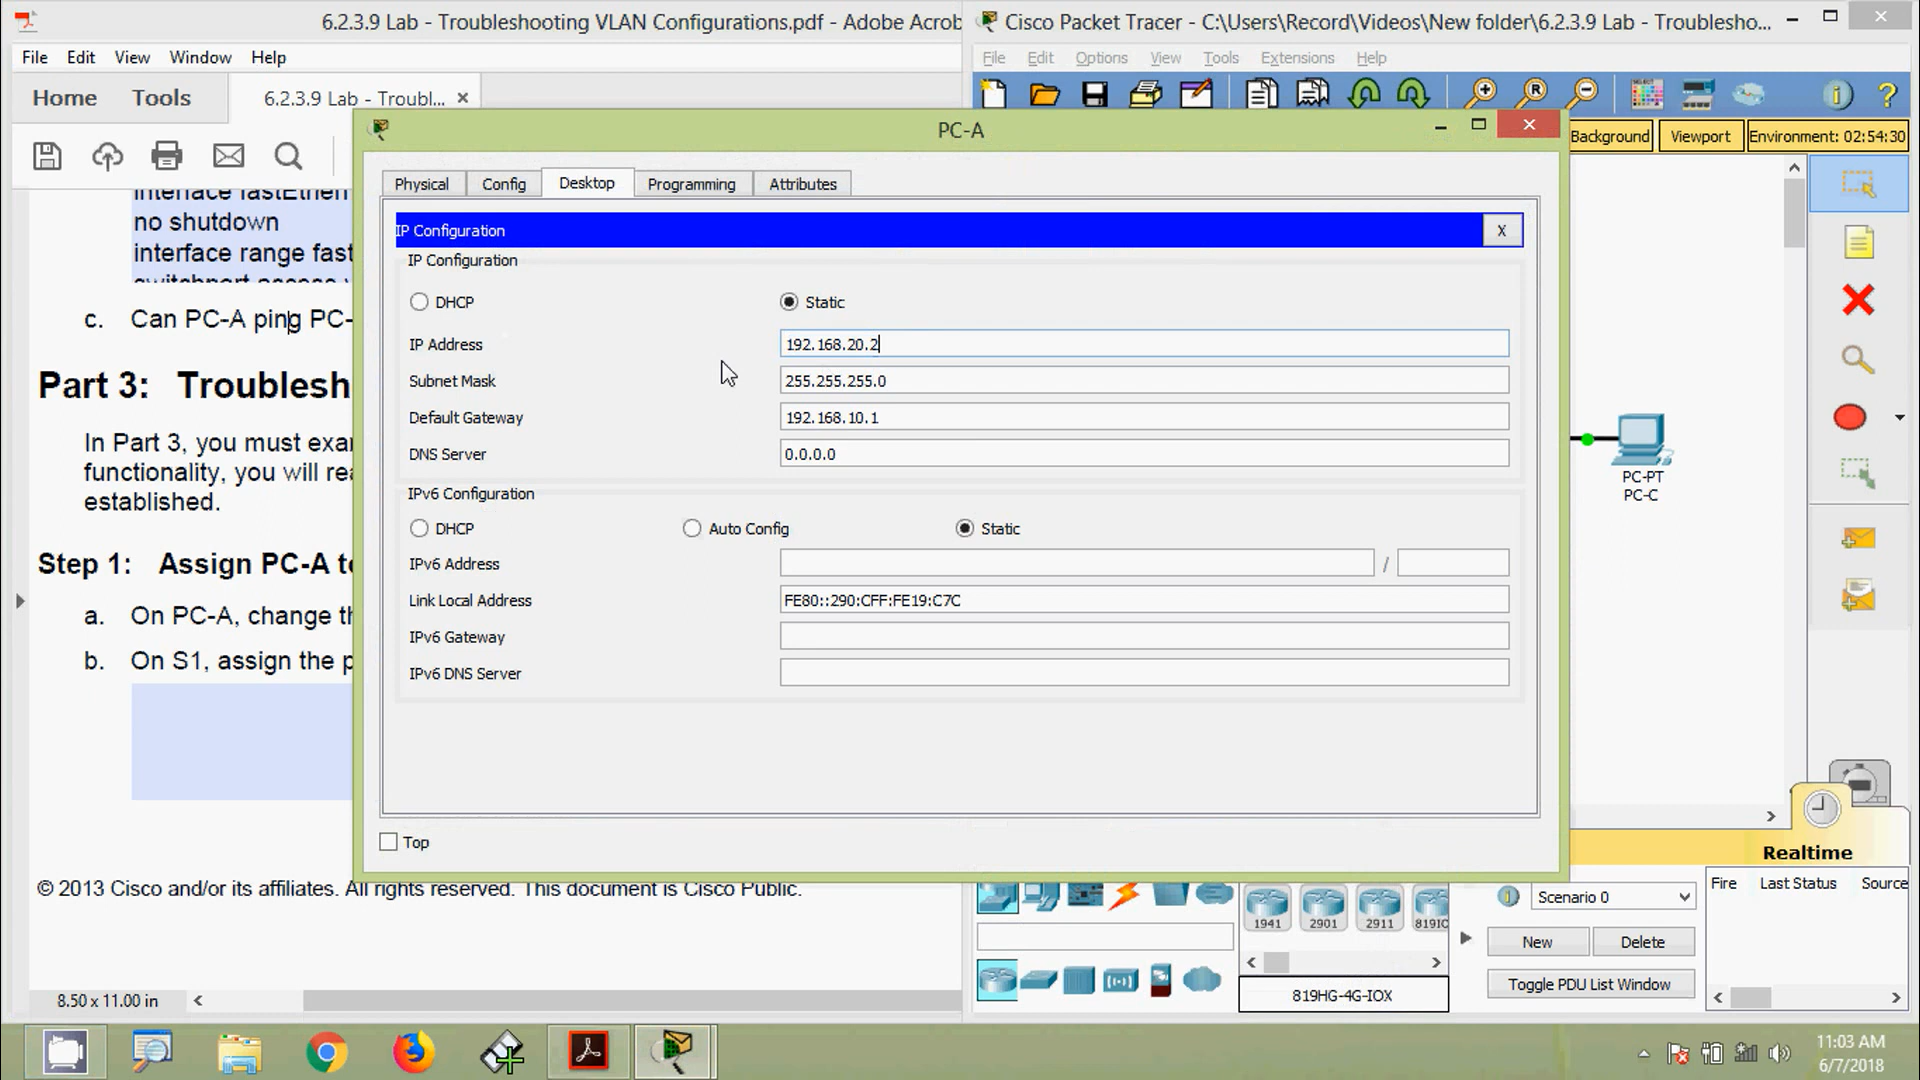 6.2.3.9 Lab - Troubleshooting VLAN Configurations.pdf - Adobe Acrob
File Edit View Window Help
Home Tools 6.2.3.9 Lab - Troubl... ×
interface fastEthern
no shutdown
interface range fast
c. Can PC-A ping PC-
Part 3: Troublesh
In Part 3, you must exa
functionality, you will rea
established.
Step 1: Assign PC-A to
a. On PC-A, change th
b. On S1, assign the p
© 2013 Cisco and/or its affiliates. All rights reserved. This document is Cisco Public.
8.50 x 11.00 in
Cisco Packet Tracer - C:\Users\Record\Videos\New folder\6.2.3.9 Lab - Troublesho...
File Edit Options View Tools Extensions Help
Background Viewport Environment: 02:54:30
PC-A
Physical Config Desktop Programming Attributes
IP Configuration X
IP Configuration
DHCP Static
IP Address 192.168.20.2
Subnet Mask 255.255.255.0
Default Gateway 192.168.10.1
DNS Server 0.0.0.0
IPv6 Configuration
DHCP Auto Config Static
IPv6 Address /
Link Local Address FE80::290:CFF:FE19:C7C
IPv6 Gateway
IPv6 DNS Server
Top
PC-PT
PC-C
Realtime
1941 2901 2911 819IO
819HG-4G-IOX
Scenario 0
New Delete
Toggle PDU List Window
Fire Last Status Source
11:03 AM
6/7/2018